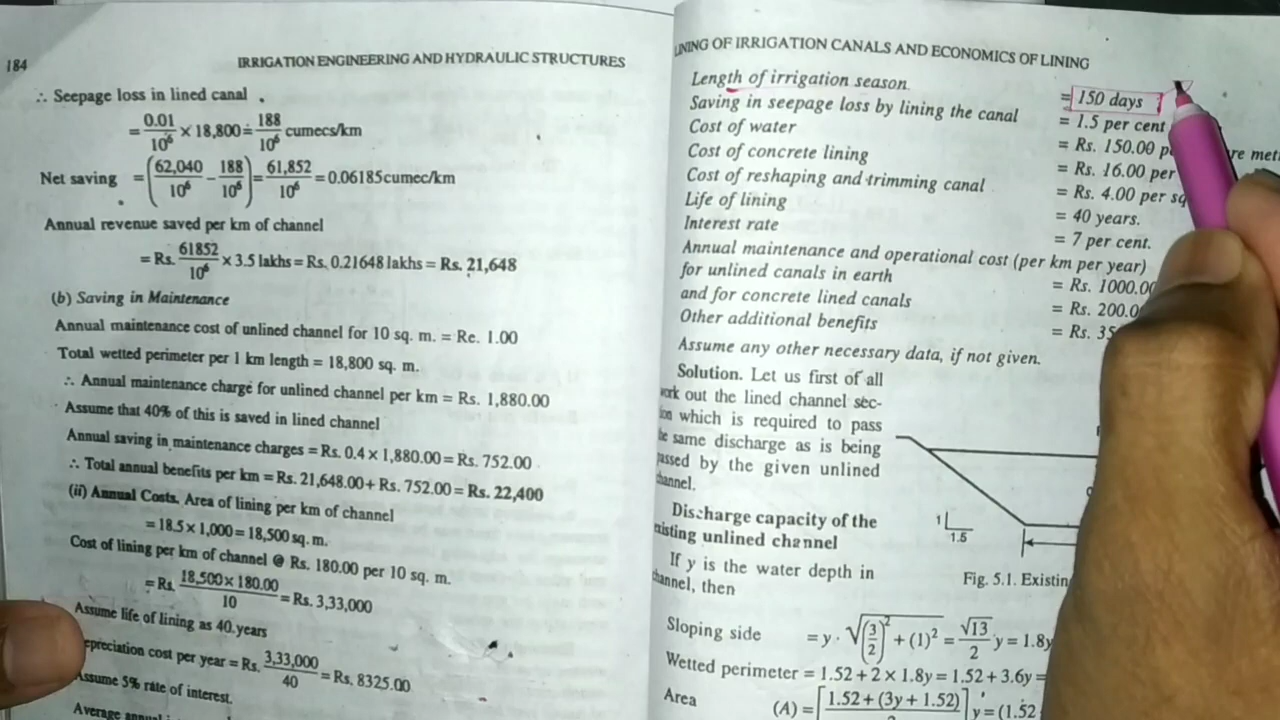 184
IRRIGATION ENGINEERING AND HYDRAULIC STRUCTURES
∴ Seepage loss in lined canal
= 0.01/10⁶ × 18,800 = 188/10⁶ cumecs/km
Net saving = (62,040/10⁶ - 188/10⁶) = 61,852/10⁶ = 0.06185cumec/km
Annual revenue saved per km of channel
= Rs. 61852/10⁶ × 3.5 lakhs = Rs. 0.21648 lakhs = Rs. 21,648
(b) Saving in Maintenance
Annual maintenance cost of unlined channel for 10 sq. m. = Re. 1.00
Total wetted perimeter per 1 km length = 18,800 sq. m.
∴ Annual maintenance charge for unlined channel per km = Rs. 1,880.00
Assume that 40% of this is saved in lined channel
Annual saving in maintenance charges = Rs. 0.4 × 1,880.00 = Rs. 752.00
∴ Total annual benefits per km = Rs. 21,648.00 + Rs. 752.00 = Rs. 22,400
(ii) Annual Costs. Area of lining per km of channel
= 18.5 × 1,000 = 18,500 sq. m.
Cost of lining per km of channel @ Rs. 180.00 per 10 sq. m.
= Rs. 18,500 × 180.00/10 = Rs. 3,33,000
Assume life of lining as 40 years
epreciation cost per year = Rs. 3,33,000/40 = Rs. 8325.00
ssume 5% rate of interest.
Average annual
LINING OF IRRIGATION CANALS AND ECONOMICS OF LINING
Length of irrigation season = 150 days
Saving in seepage loss by lining the canal = 1.5 per cent
Cost of water = Rs. 150.00
Cost of concrete lining = Rs. 16.00 per
Cost of reshaping and trimming canal = Rs. 4.00 per sq
Life of lining = 40 years.
Interest rate = 7 per cent.
Annual maintenance and operational cost (per km per year)
for unlined canals in earth = Rs. 1000.00
and for concrete lined canals = Rs. 200.0
Other additional benefits = Rs. 35
Assume any other necessary data, if not given.
Solution. Let us first of all
work out the lined channel sec-
tion which is required to pass
the same discharge as is being
passed by the given unlined
channel.
Discharge capacity of the
existing unlined channel
If y is the water depth in
channel, then
1
1.5
Fig. 5.1. Existin
Sloping side = y · √((3/2)² + (1)²) = √13/2 y = 1.8y
Wetted perimeter = 1.52 + 2 × 1.8y = 1.52 + 3.6y =
Area (A) = [1.52 + (3y + 1.52)] y = (1.52